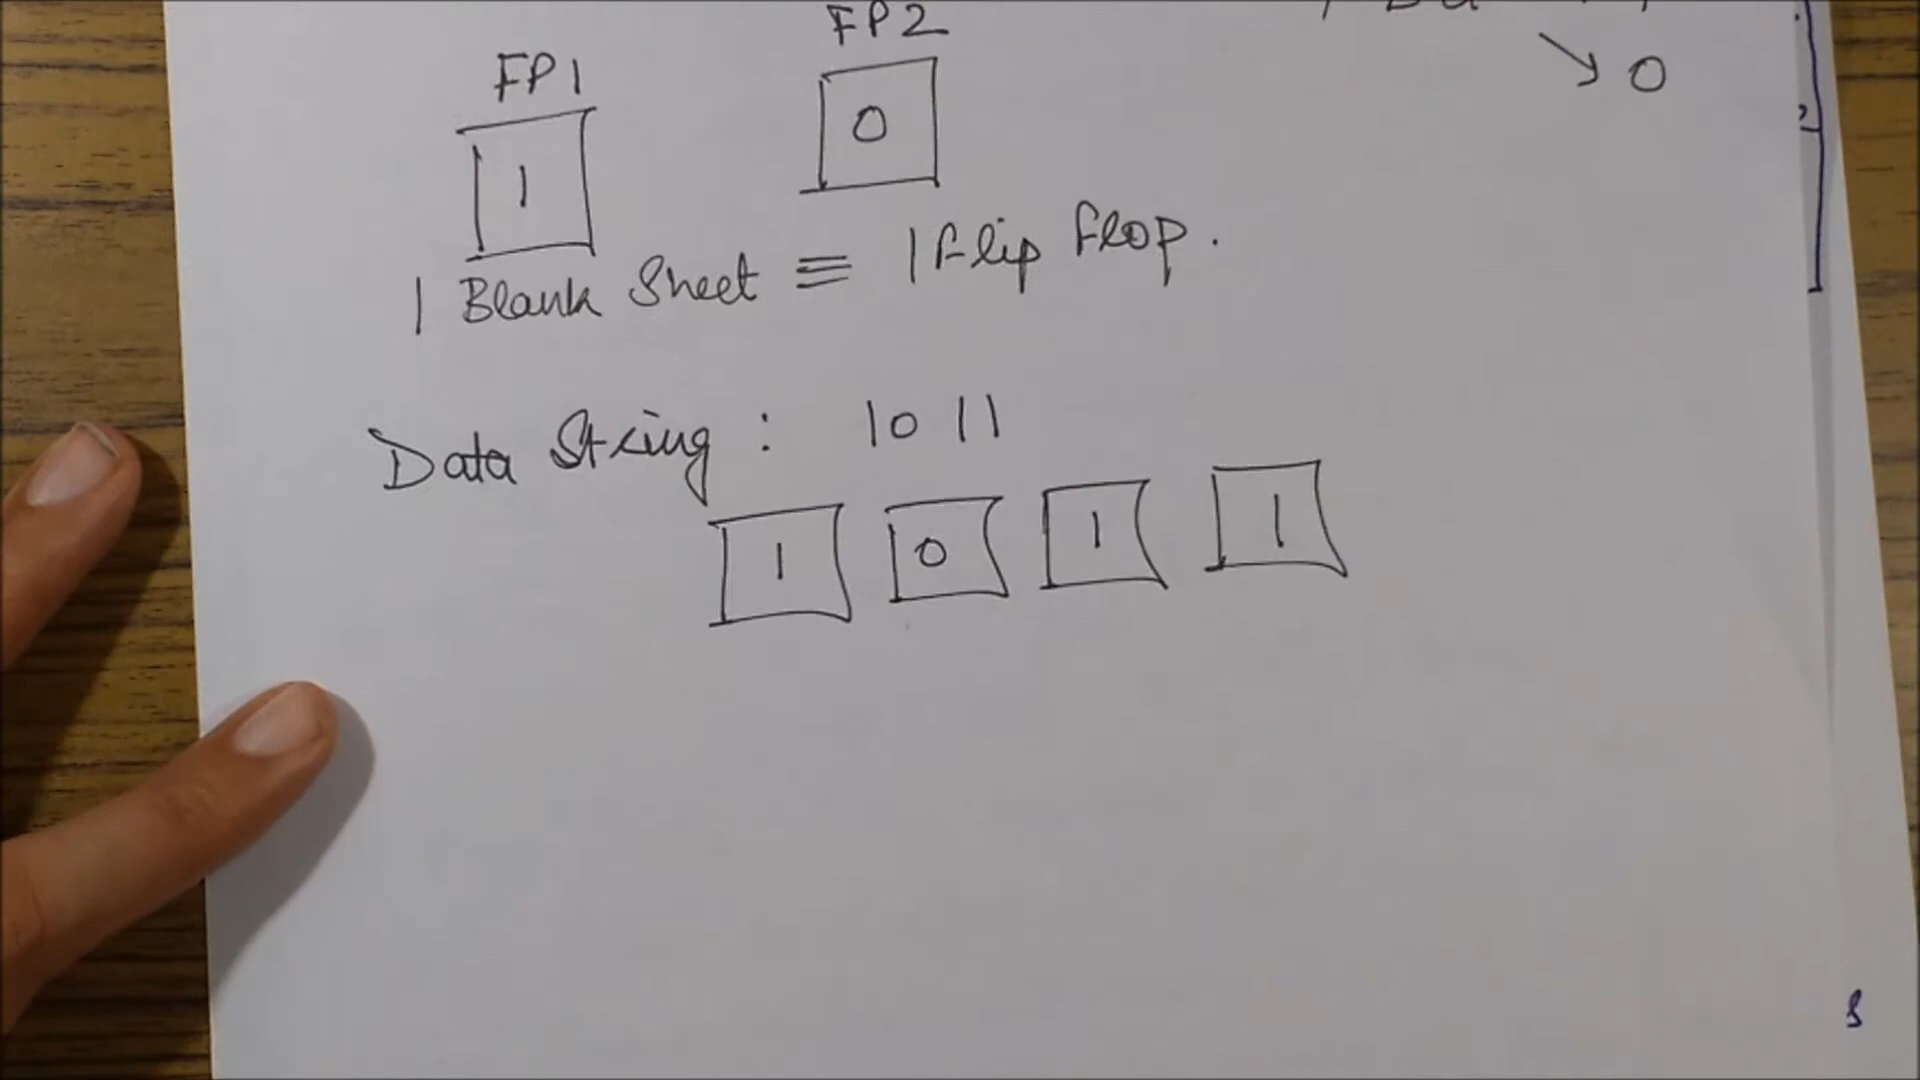 FP1 FP2
0
1 0
1 Blank Sheet ≡ 1 Flip Flop.
Data String : 1011
1 0 1 1